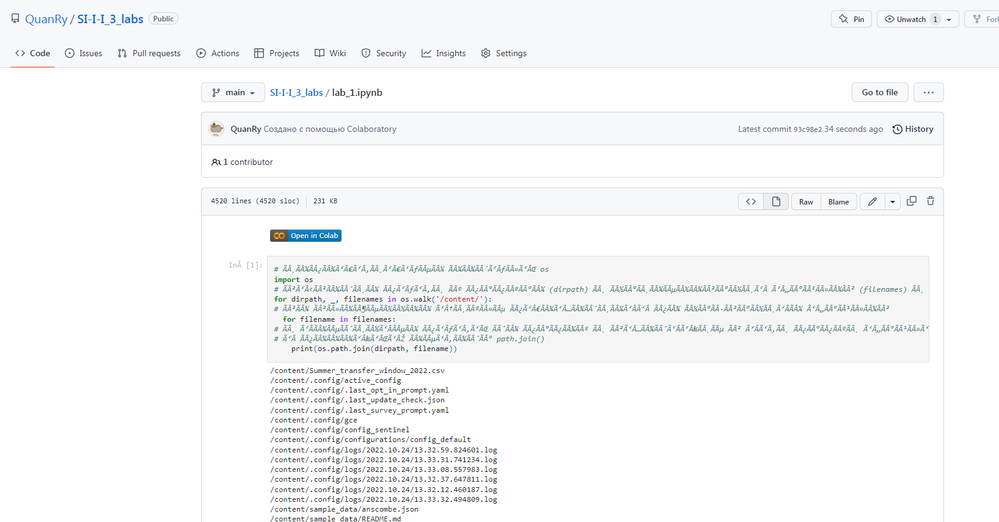 QuanRy / SI-I-I_3_labs Public
Pin
Unwatch 1
Fork
Code
Issues
Pull requests
Actions
Projects
Wiki
Security
Insights
Settings
main
SI-I-I_3_labs / lab_1.ipynb
Go to file
...
QuanRy Создано с помощью Colaboratory
Latest commit 93c98e2 34 seconds ago
History
1 contributor
4520 lines (4520 sloc)
231 KB
Raw
Blame
Open in Colab
InÂ [1]:
# os
import os
# (dirpath) (filenames)
for dirpath, _, filenames in os.walk('/content/'):
#
for filename in filenames:
#
# path.join()
print(os.path.join(dirpath, filename))
/content/Summer_transfer_window_2022.csv
/content/.config/active_config
/content/.config/.last_opt_in_prompt.yaml
/content/.config/.last_update_check.json
/content/.config/.last_survey_prompt.yaml
/content/.config/gce
/content/.config/config_sentinel
/content/.config/configurations/config_default
/content/.config/logs/2022.10.24/13.32.59.824601.log
/content/.config/logs/2022.10.24/13.33.31.741234.log
/content/.config/logs/2022.10.24/13.33.08.557983.log
/content/.config/logs/2022.10.24/13.32.37.647811.log
/content/.config/logs/2022.10.24/13.32.12.460187.log
/content/.config/logs/2022.10.24/13.33.32.494809.log
/content/sample_data/anscombe.json
/content/sample_data/README.md